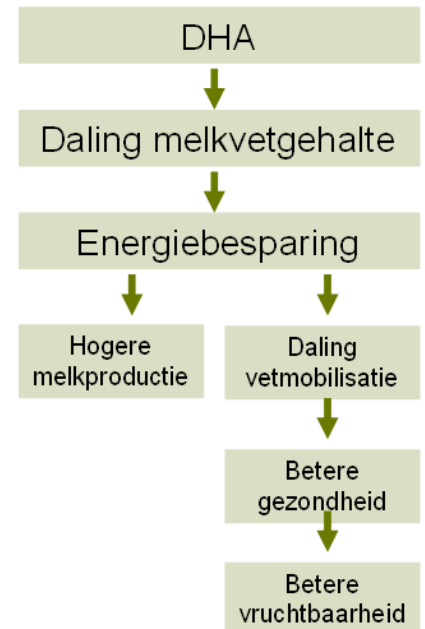 DHA
Daling melkvetgehalte
Energiebesparing
Hogere
melkproductie
Daling
vetmobilisatie
Betere
gezondheid
Betere
vruchtbaarheid